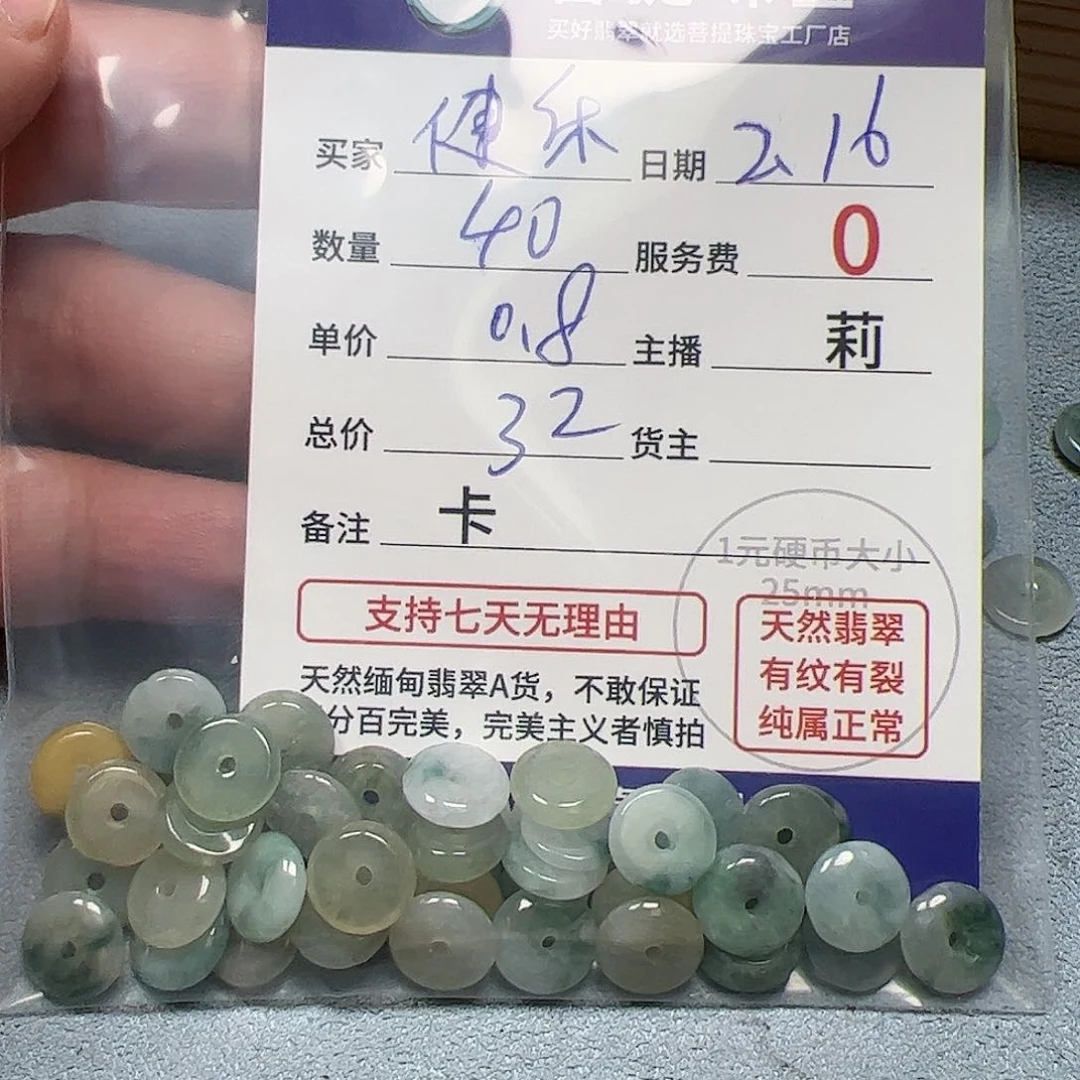 买好翡翠就选菩提珠宝工厂店
买家 健乐 日期 2.16
数量 40 服务费 0
单价 0.8 主播 莉
总价 32 货主
备注 卡
1元硬币大小
25mm
支持七天无理由
天然翡翠
有纹有裂
纯属正常
天然缅甸翡翠A货，不敢保证
分百完美，完美主义者慎拍